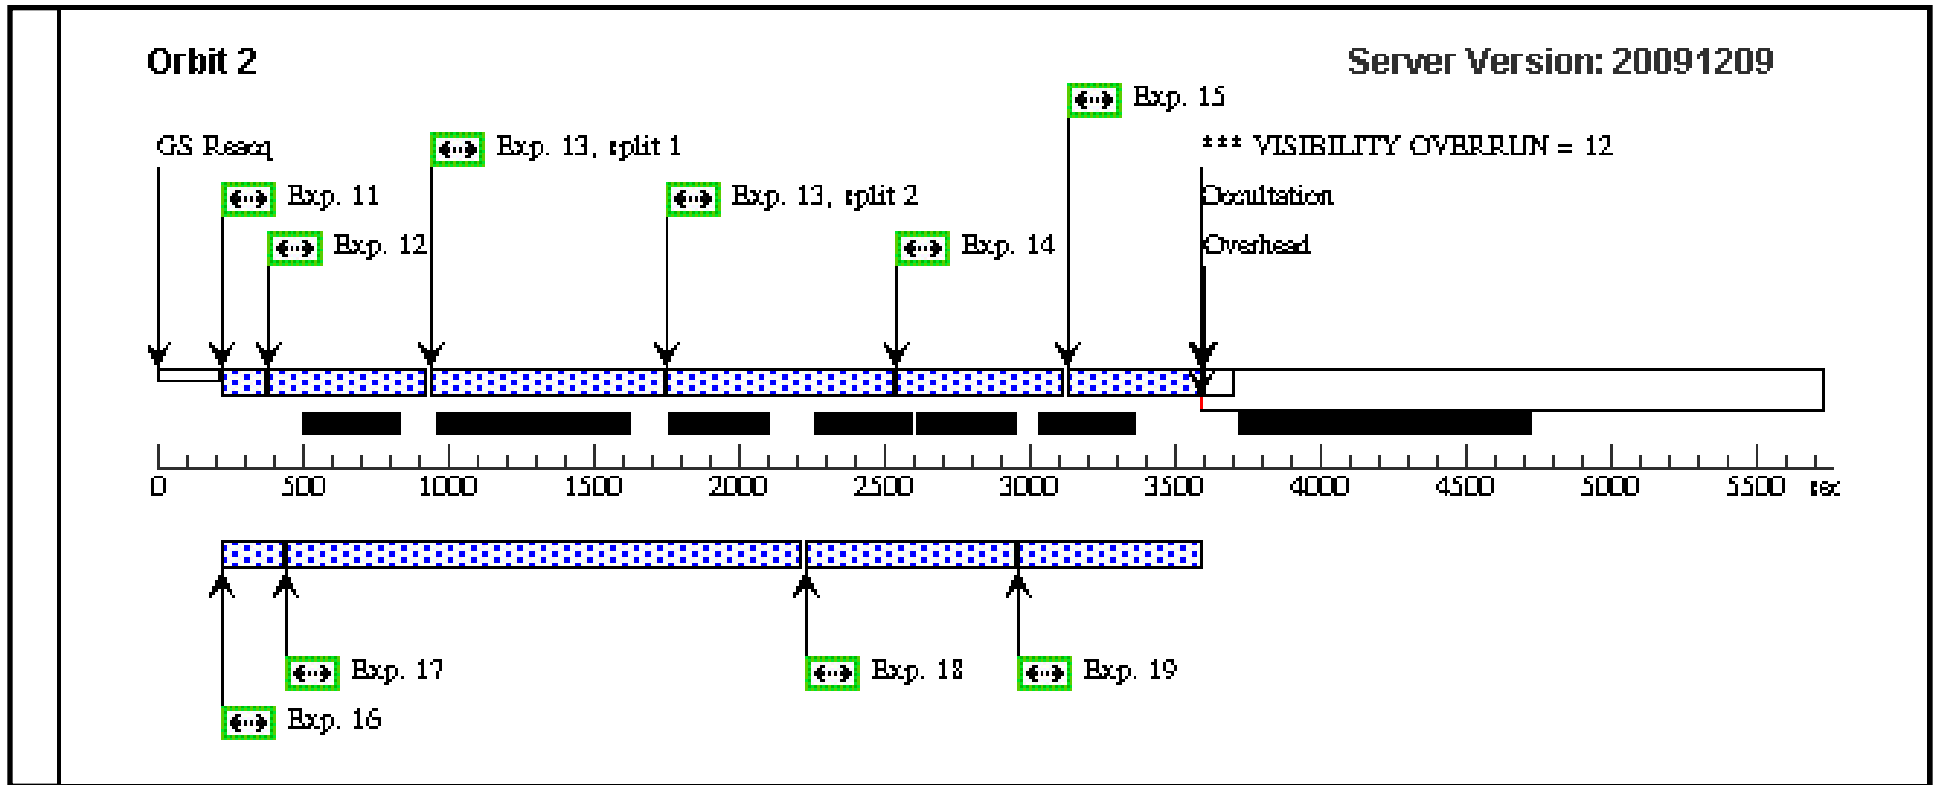 Orbit 2
Server Version: 20091209
Exp. 15
GS Reacq
Exp. 13, split 1
*** VISIBILITY OVERRUN = 12
Exp. 11
Exp. 13, split 2
Occultation
Exp. 12
Exp. 14
Overhead
0 500 1000 1500 2000 2500 3000 3500 4000 4500 5000 5500 sec
Exp. 17
Exp. 18
Exp. 19
Exp. 16